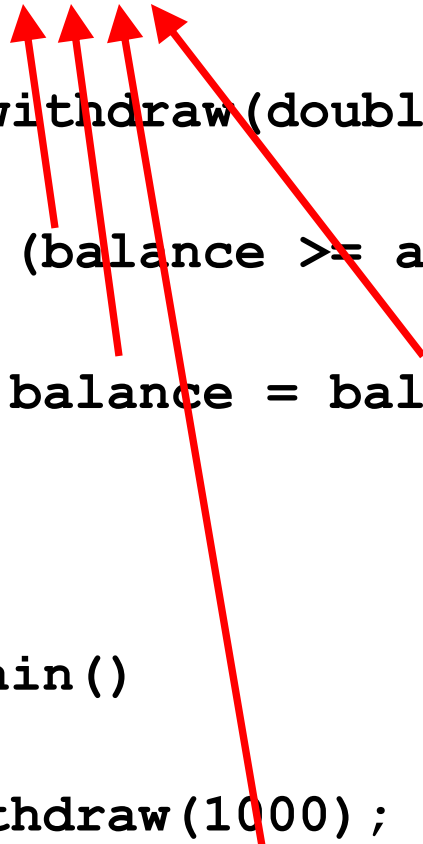 withdraw(doubl
(balance >= a
balance = bal
ain()
thdraw(1000);